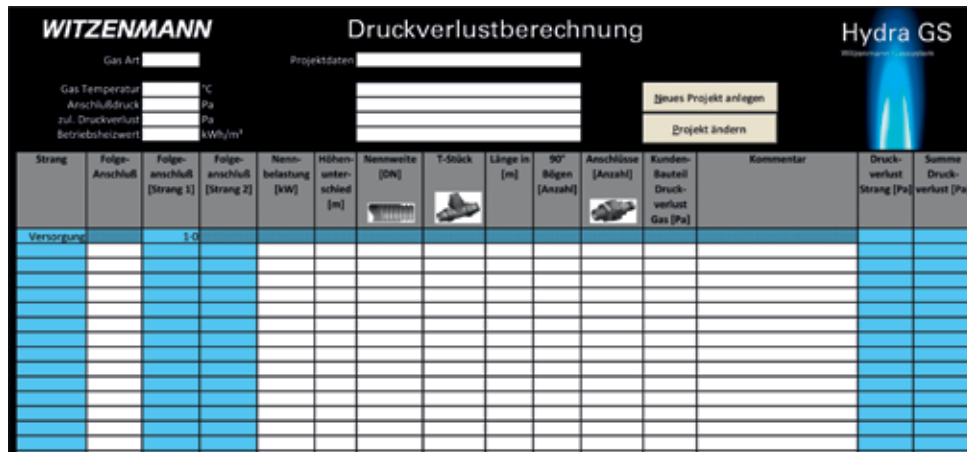 WITZENMANN
Druckverlustberechnung
Hydra GS
Witzenmann Gassystem
Gas Art
Projektdaten
Gas Temperatur °C
Anschlußdruck Pa
zul. Druckverlust Pa
Betriebsheizwert kWh/m³
Neues Projekt anlegen
Projekt ändern
Strang
Folge-
Anschluß
Folge-
anschluß
[Strang 1]
Folge-
anschluß
[Strang 2]
Nenn-
belastung
[kW]
Höhen-
unter-
schied
[m]
Nennweite
[DN]
T-Stück
Länge in
[m]
90°
Bögen
[Anzahl]
Anschlüsse
[Anzahl]
Kunden-
Bauteil
Druck-
verlust
Gas [Pa]
Kommentar
Druck-
verlust
Strang [Pa]
Summe
Druck-
verlust [Pa
Versorgung 1-0